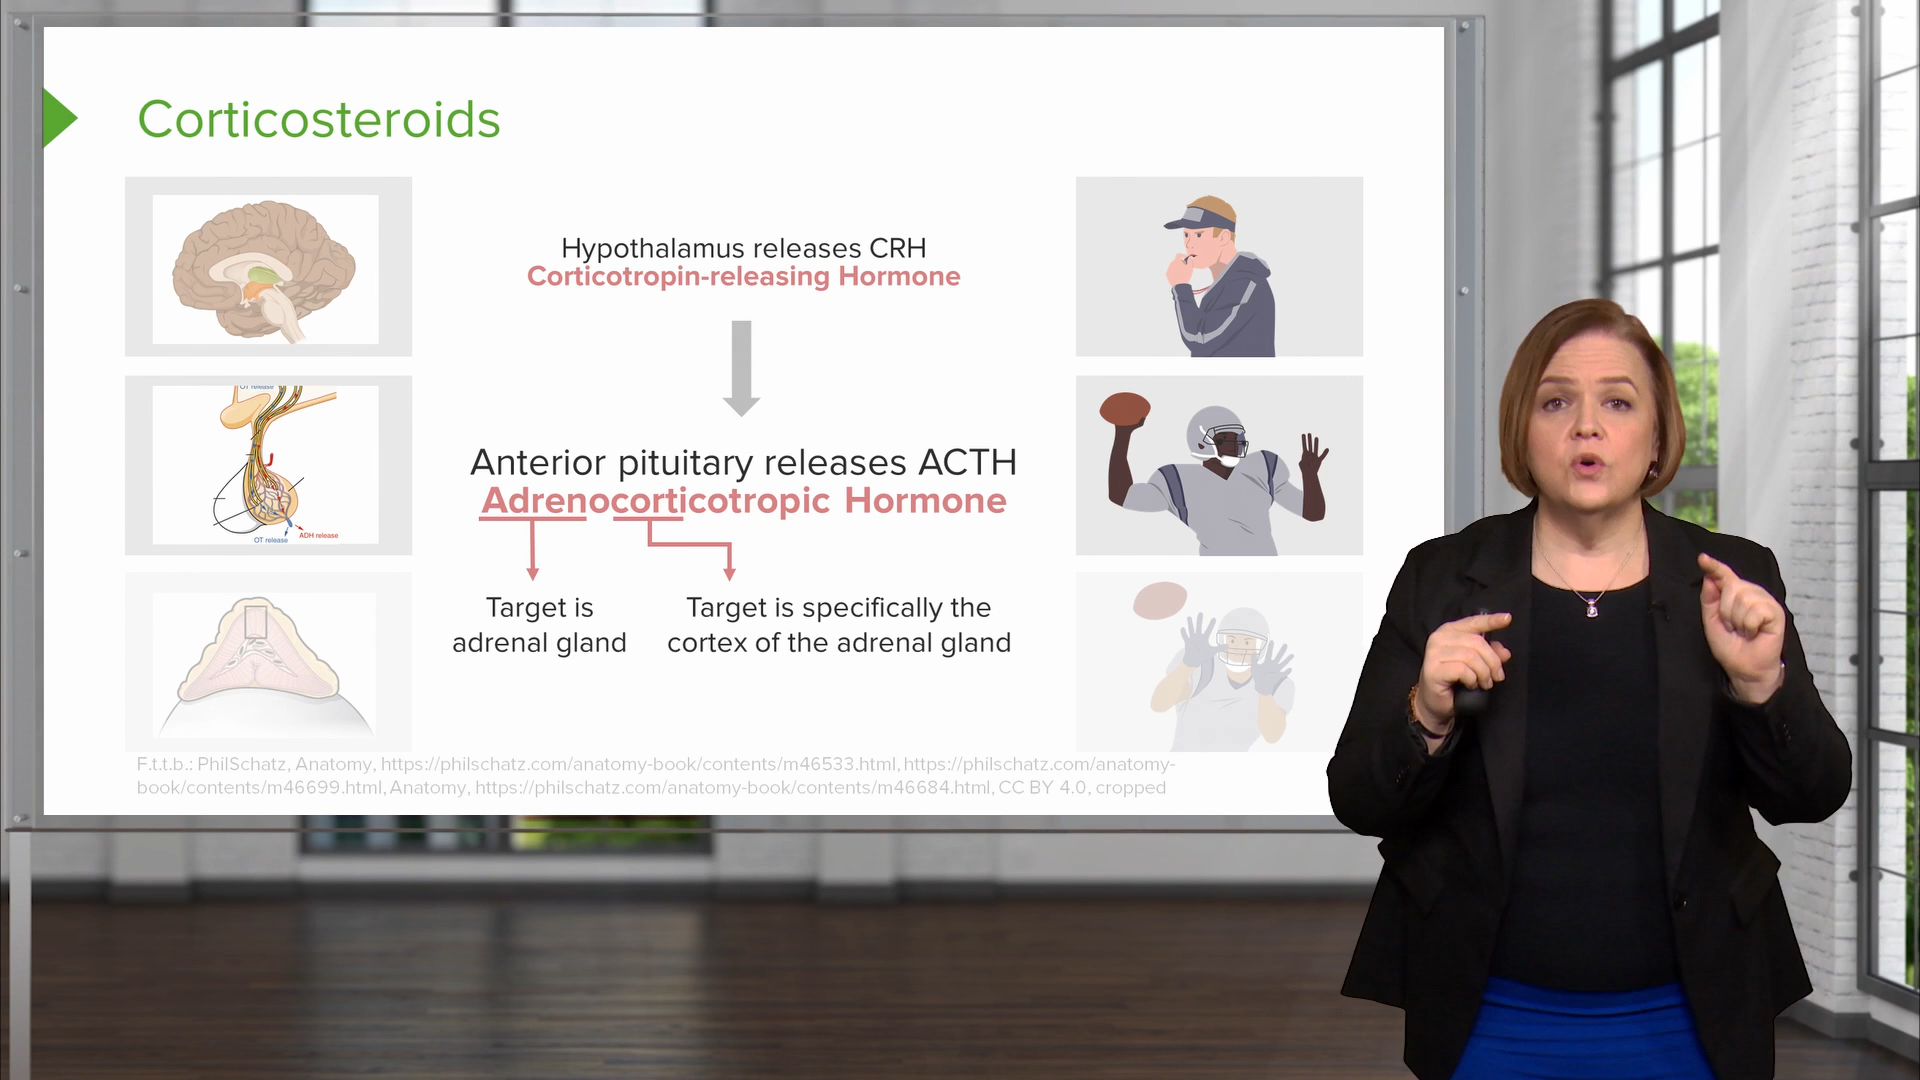 Corticosteroids
Hypothalamus releases CRH
Corticotropin-releasing Hormone
Anterior pituitary releases ACTH
Adrenocorticotropic Hormone
Target is
adrenal gland
Target is specifically the
cortex of the adrenal gland
OT release
OT release
ADH release
F.t.t.b.: PhilSchatz, Anatomy, https://philschatz.com/anatomy-book/contents/m46533.html, https://philschatz.com/anatomy-
book/contents/m46699.html, Anatomy, https://philschatz.com/anatomy-book/contents/m46684.html, CC BY 4.0, cropped